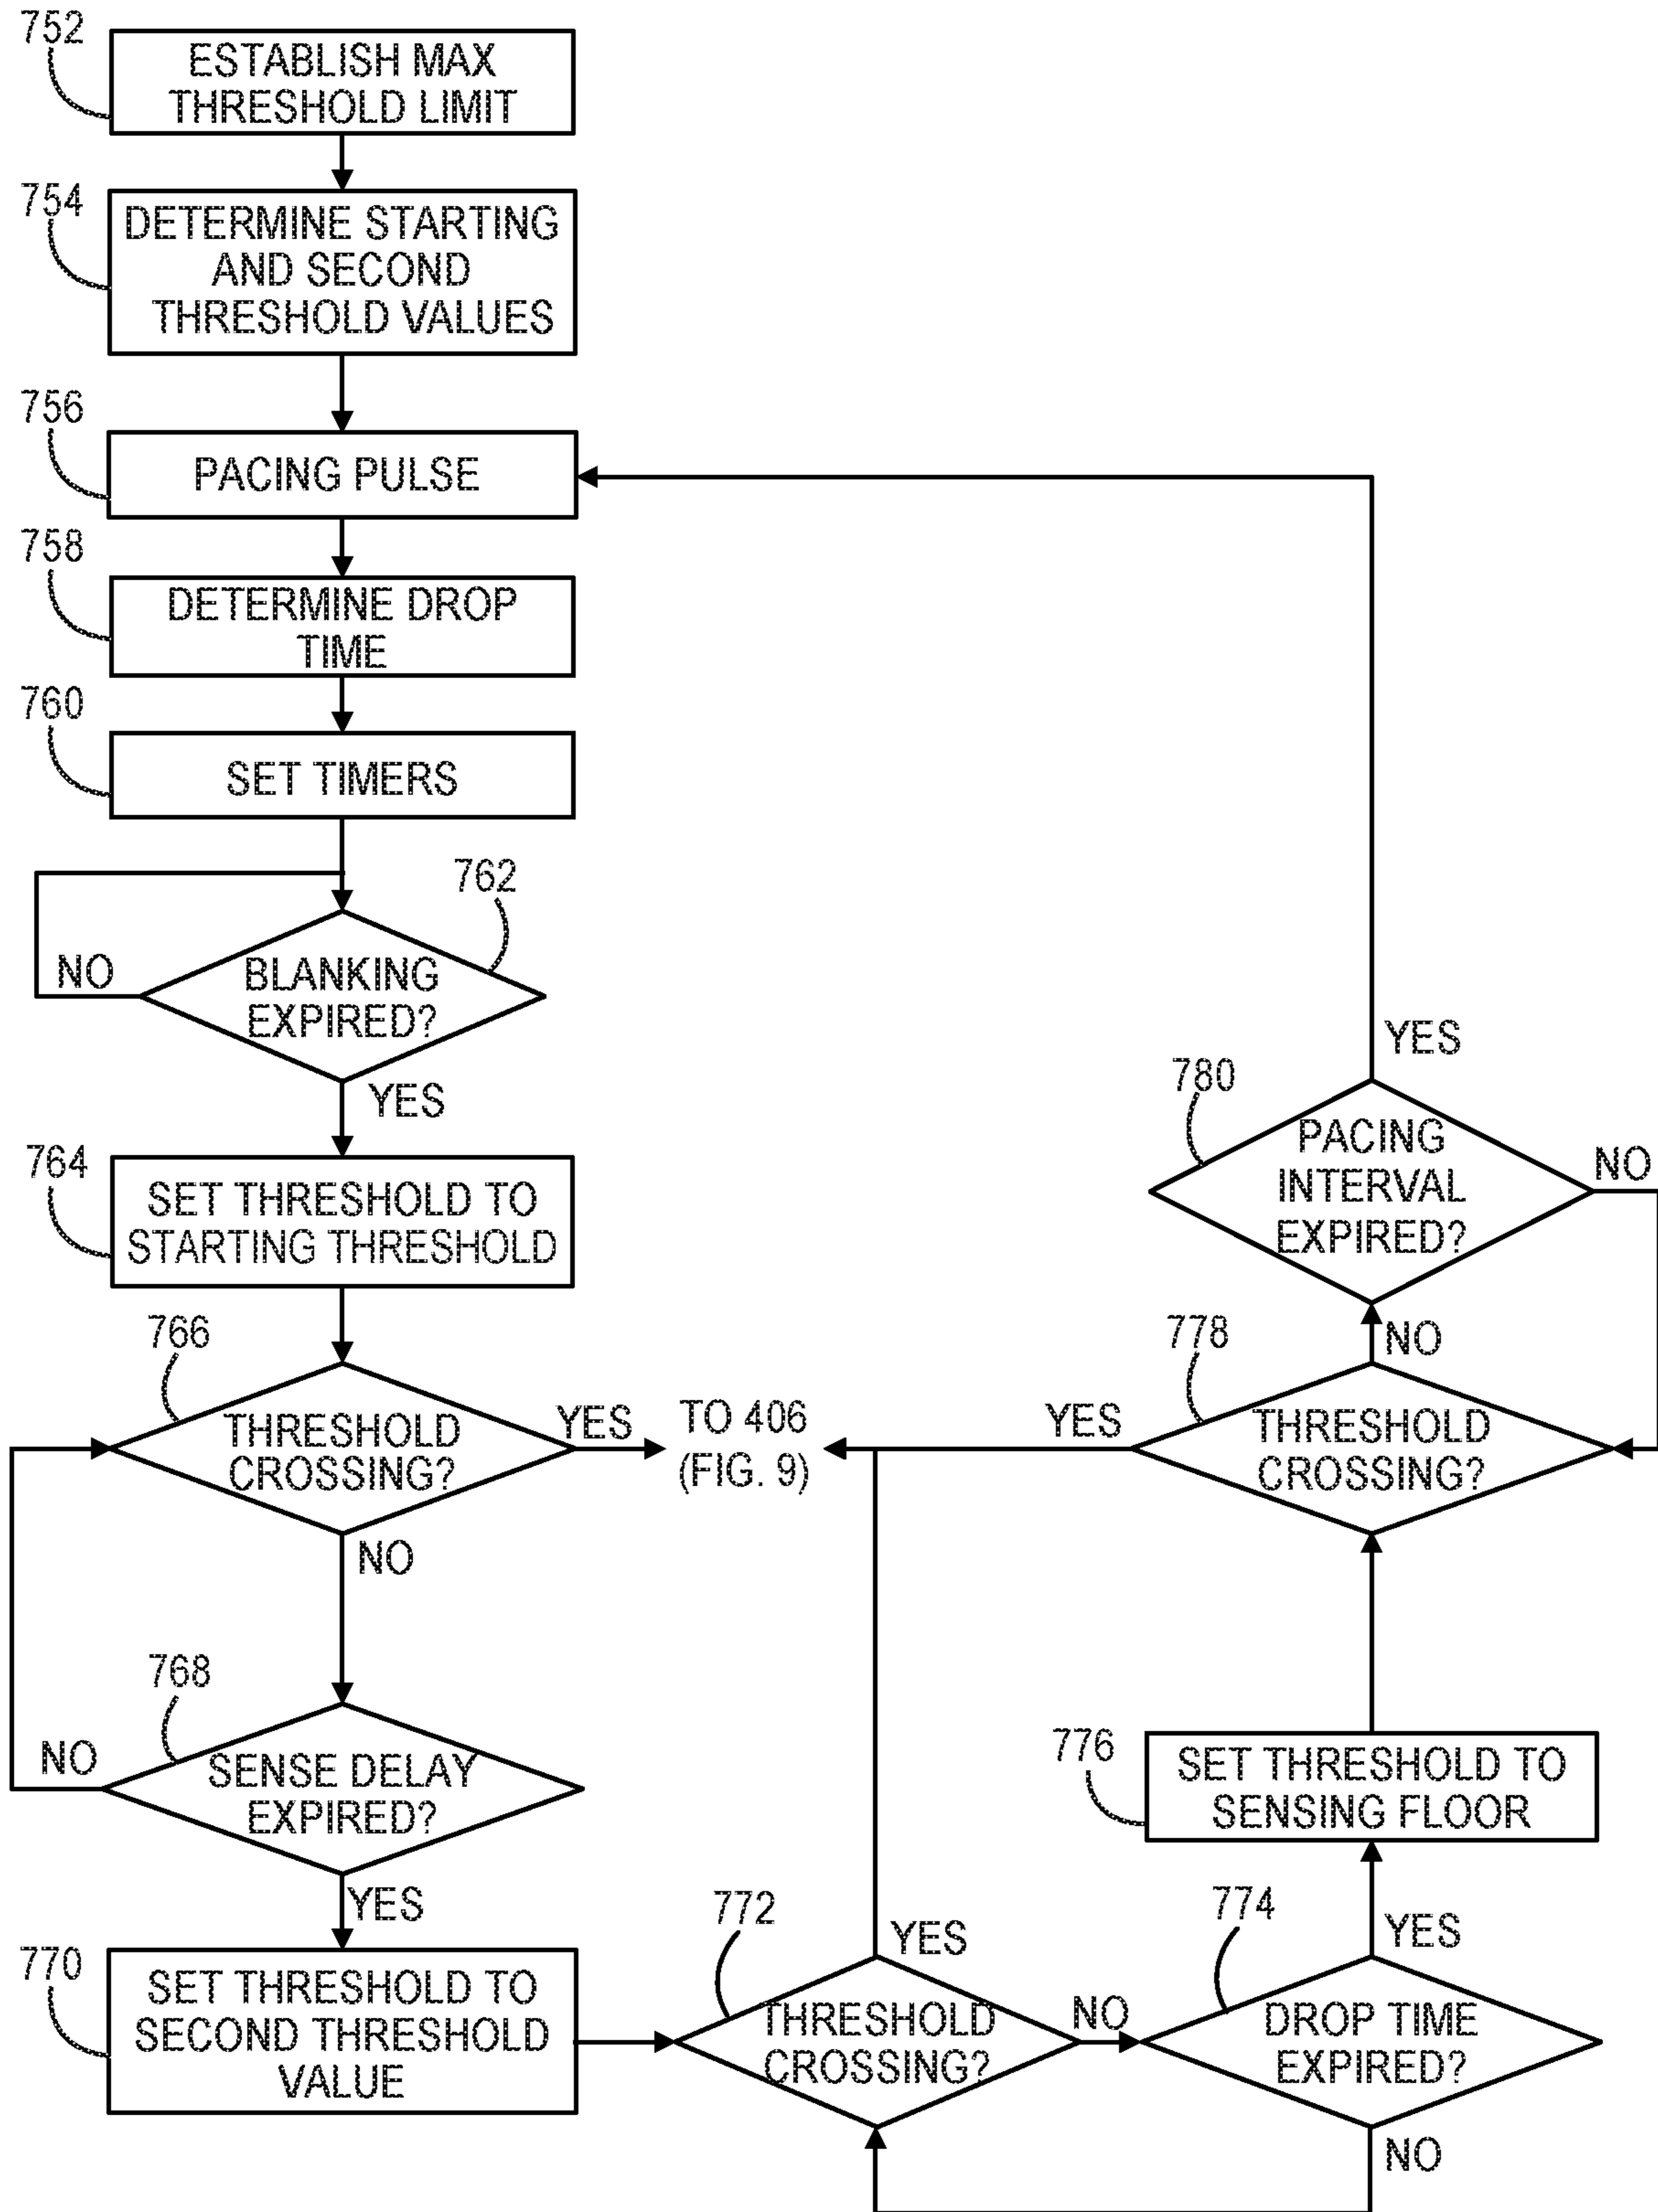 752
ESTABLISH MAX
THRESHOLD LIMIT
754
DETERMINE STARTING
AND SECOND
THRESHOLD VALUES
756
PACING PULSE
758
DETERMINE DROP
TIME
760
SET TIMERS
762
NO
BLANKING
EXPIRED?
YES
764
SET THRESHOLD TO
STARTING THRESHOLD
766
THRESHOLD
CROSSING?
YES
TO 406
(FIG. 9)
NO
768
NO
SENSE DELAY
EXPIRED?
YES
770
SET THRESHOLD TO
SECOND THRESHOLD
VALUE
772
YES
THRESHOLD
CROSSING?
NO
774
YES
DROP TIME
EXPIRED?
NO
776
SET THRESHOLD TO
SENSING FLOOR
778
NO
YES
THRESHOLD
CROSSING?
780
YES
PACING
INTERVAL
EXPIRED?
NO